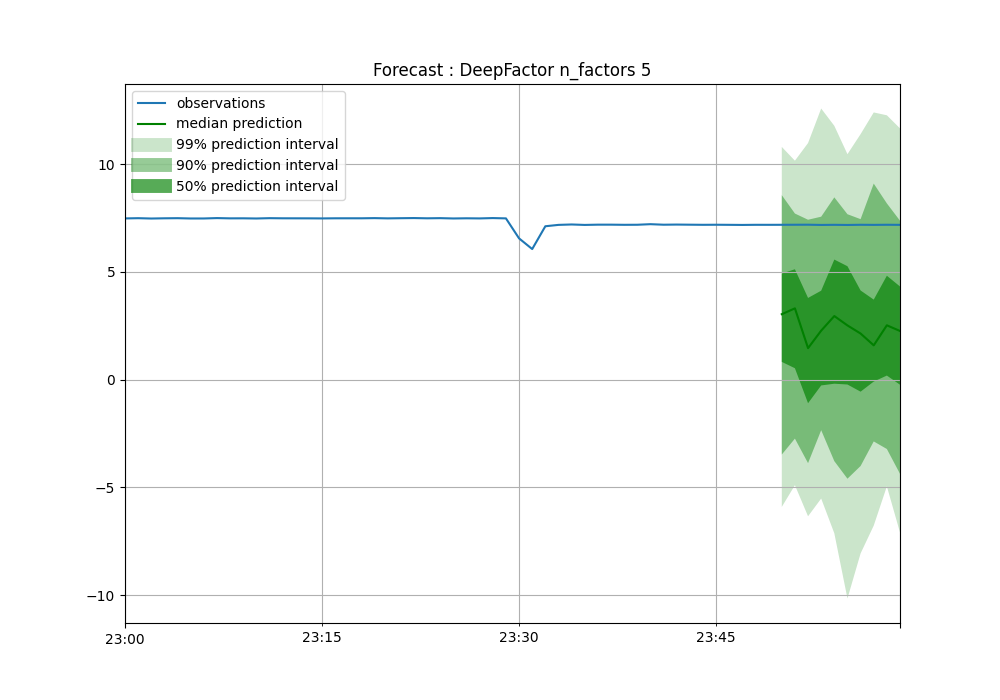 Forecast : DeepFactor n_factors 5
observations
median prediction
99% prediction interval
90% prediction interval
50% prediction interval
10
5
0
−5
−10
23:00
23:15
23:30
23:45